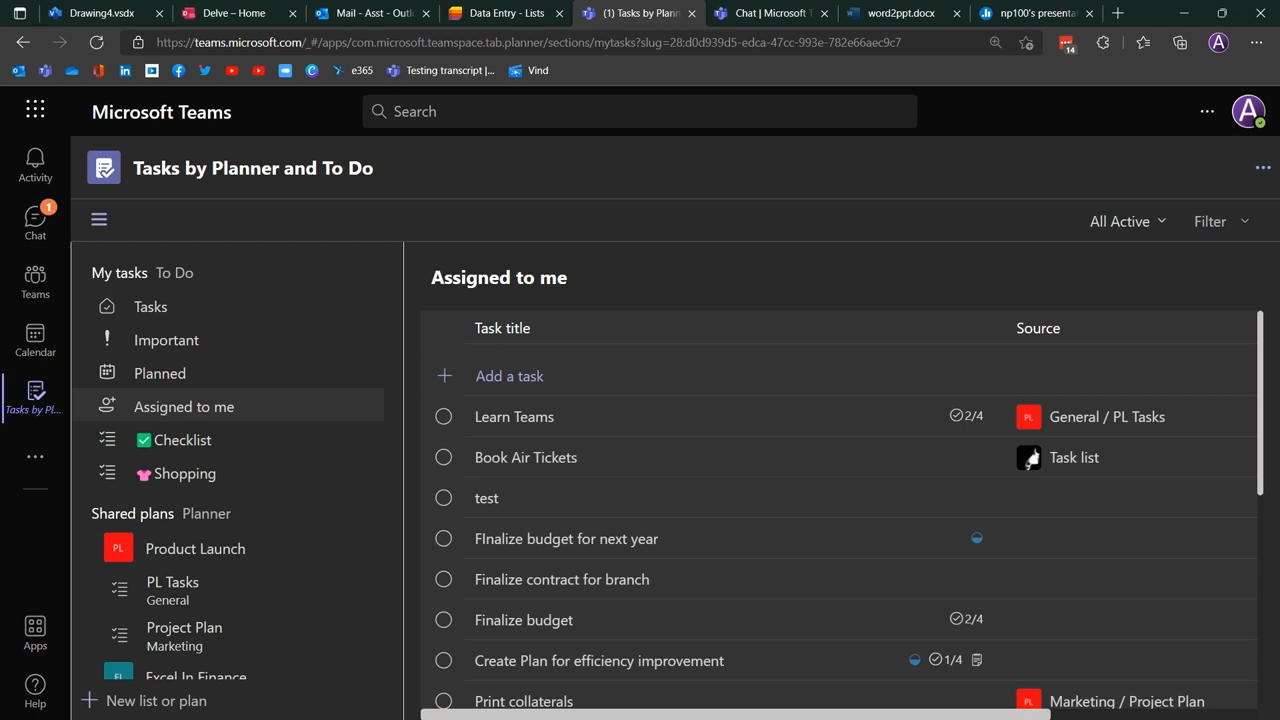 Drawing4.vsdx
Delve – Home
Mail - Asst - Outl
Data Entry - Lists
(1) Tasks by Plann
Chat | Microsoft T
word2ppt.docx
np100's presenta
https://teams.microsoft.com/_#/apps/com.microsoft.teamspace.tab.planner/sections/mytasks?slug=28:d0d939d5-edca-47cc-993e-782e66aec9c7
14
A
e365
Testing transcript |...
Vind
Microsoft Teams
Search
A
Activity
1
Chat
Teams
Calendar
Tasks by Pl...
Apps
Help
Tasks by Planner and To Do
All Active
Filter
My tasks To Do
Tasks
Important
Planned
Assigned to me
Checklist
Shopping
Shared plans Planner
PL Product Launch
PL Tasks
General
Project Plan
Marketing
Excel In Finance
New list or plan
Assigned to me
Task title Source
Add a task
Learn Teams 2/4 PL General / PL Tasks
Book Air Tickets Task list
test
FInalize budget for next year
Finalize contract for branch
Finalize budget 2/4
Create Plan for efficiency improvement 1/4
Print collaterals PL Marketing / Project Plan